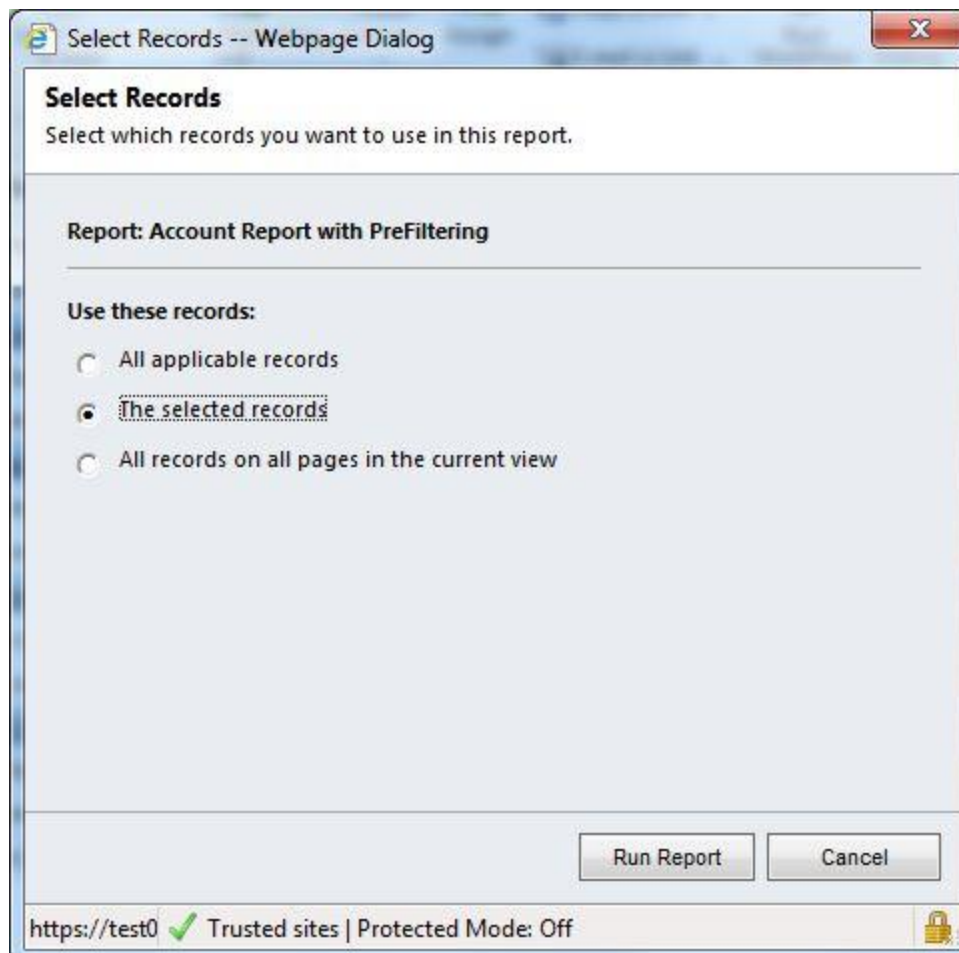 Select Records -- Webpage Dialog
Select Records
Select which records you want to use in this report.
Report: Account Report with PreFiltering
Use these records:
All applicable records
The selected records
All records on all pages in the current view
Run Report Cancel
https://test0 Trusted sites | Protected Mode: Off